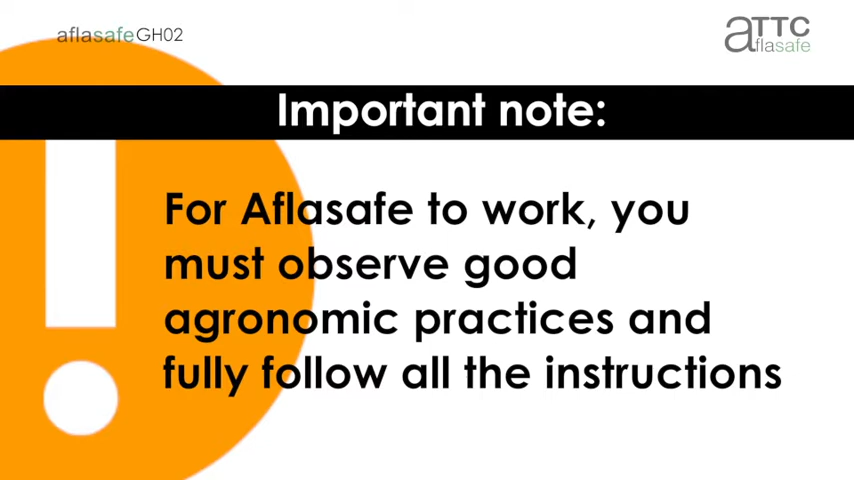 aflasafeGH02
aTTC
aflasafe
Important note:
For Aflasafe to work, you
must observe good
agronomic practices and
fully follow all the instructions